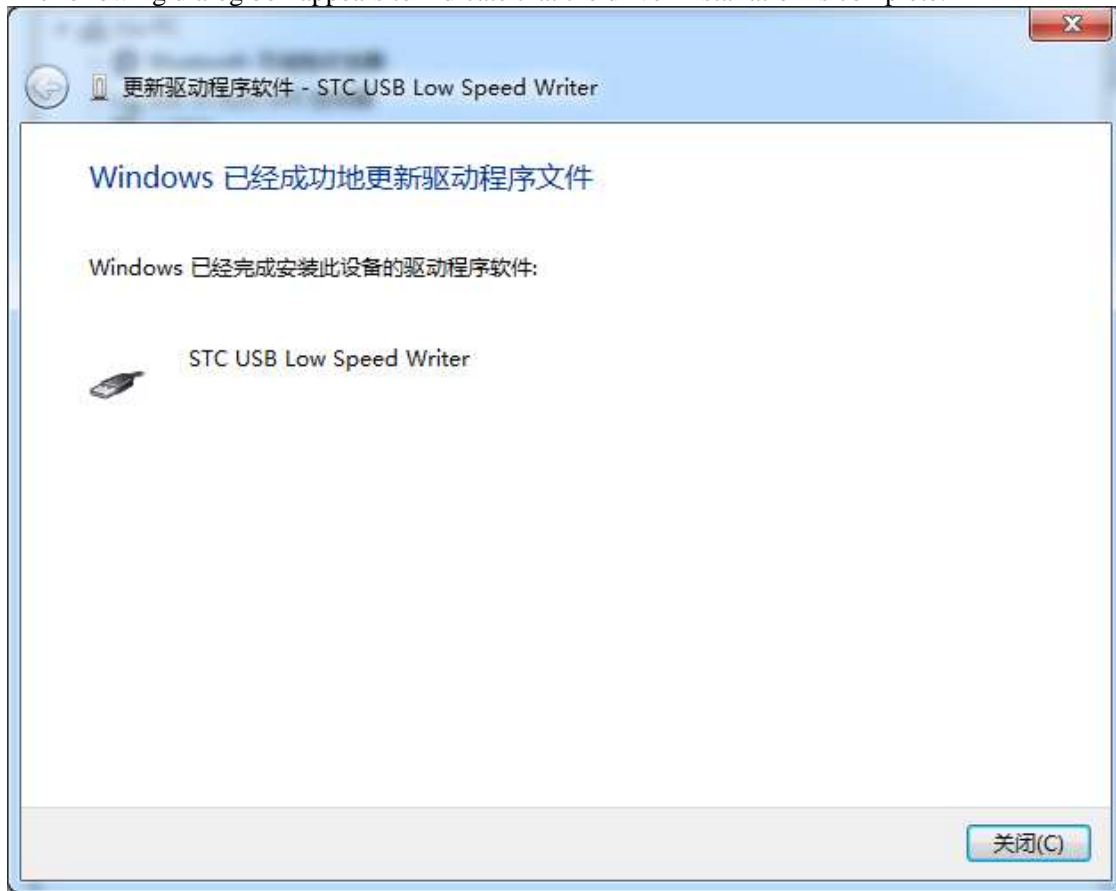 更新驱动程序软件 - STC USB Low Speed Writer
Windows 已经成功地更新驱动程序文件
Windows 已经完成安装此设备的驱动程序软件:
STC USB Low Speed Writer
关闭(C)